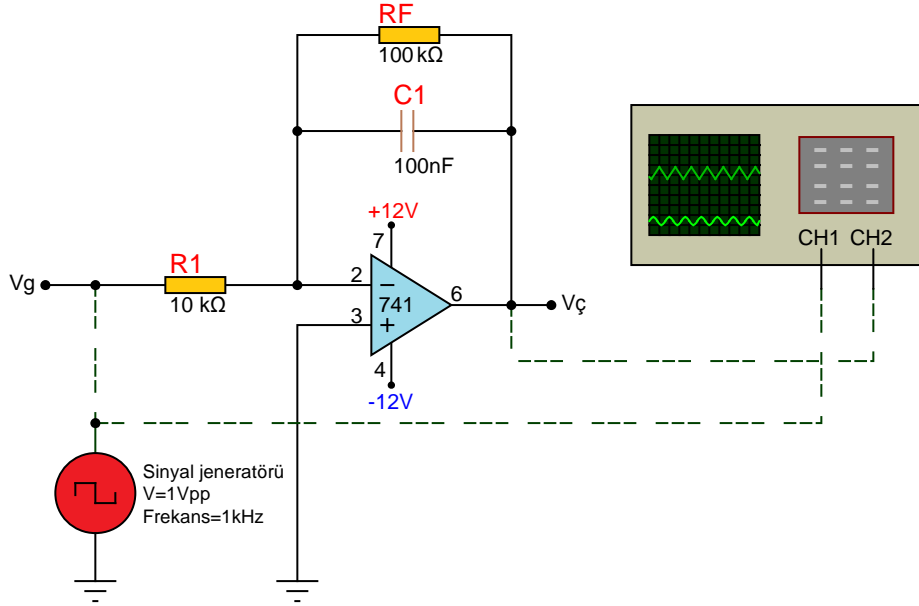 RF
100 kΩ
C1
100nF
+12V
7
CH1 CH2
R1
Vg
10 kΩ
2
−
741
6
Vç
3
+
4
-12V
Sinyal jeneratörü
V=1Vpp
Frekans=1kHz